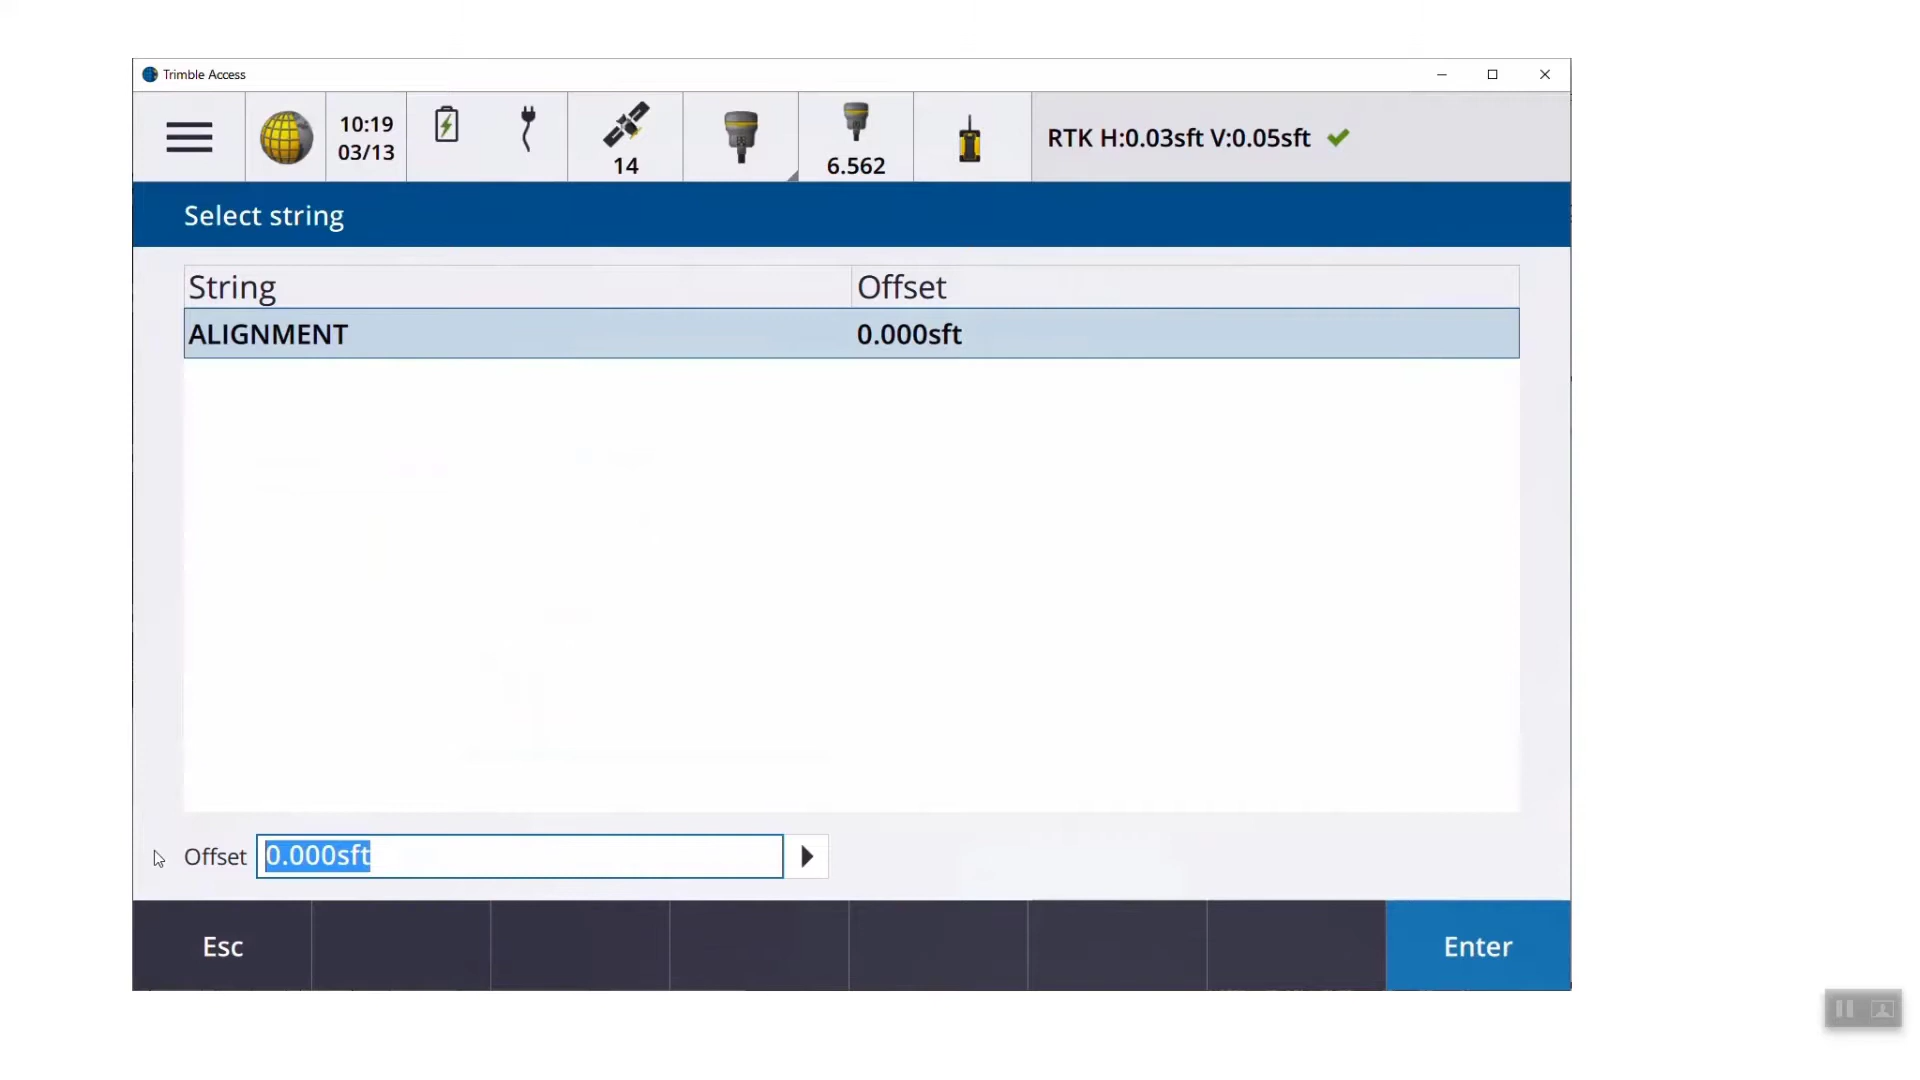 Trimble Access
10:19
03/13
14
6.562
RTK H:0.03sft V:0.05sft
Select string
String Offset
ALIGNMENT 0.000sft
Offset 0.000sft
Esc Enter